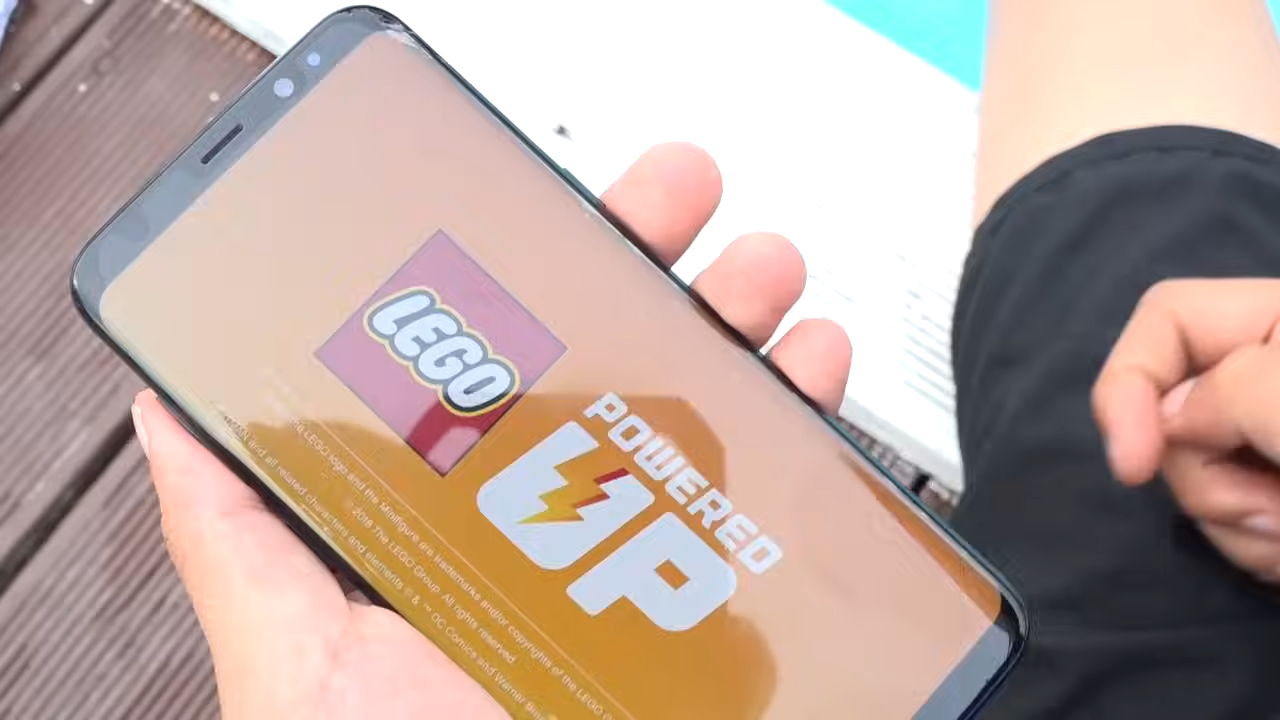 LEGO
POWERED
UP
LEGO logo and the Minifigure are trademarks and/or copyrights of the LEGO
© 2018 The LEGO Group. All rights reserved.
and all related characters and elements © & ™ DC Comics and Warner Bros